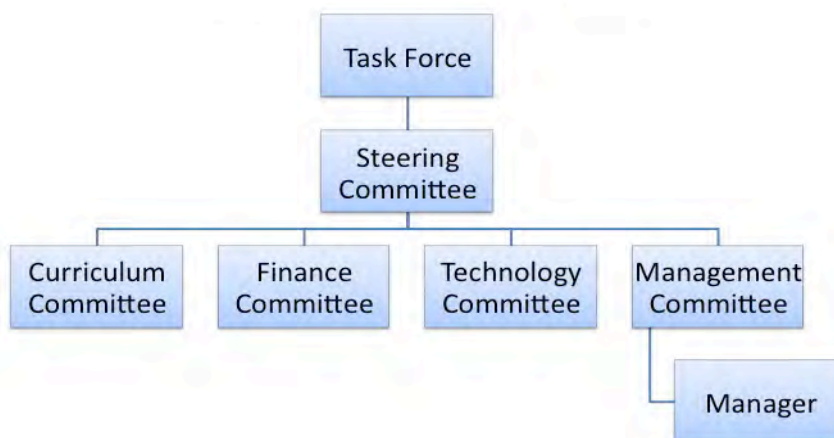 Task Force
Steering
Committee
Curriculum
Committee
Finance
Committee
Technology
Committee
Management
Committee
Manager